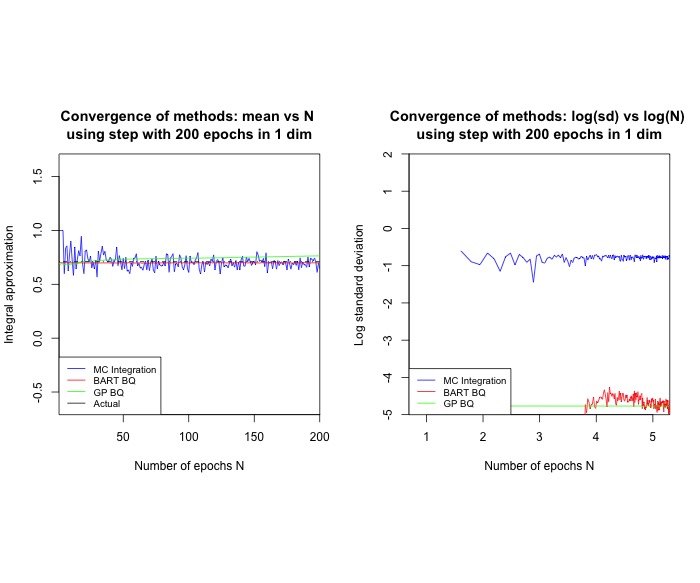 Convergence of methods: mean vs N
using step with 200 epochs in 1 dim
Integral approximation
1.5
1.0
0.5
0.0
-0.5
MC Integration
BART BQ
GP BQ
Actual
50
100
150
200
Number of epochs N
Convergence of methods: log(sd) vs log(N)
using step with 200 epochs in 1 dim
Log standard deviation
2
1
0
-1
-2
-3
-4
-5
MC Integration
BART BQ
GP BQ
1
2
3
4
5
Number of epochs N